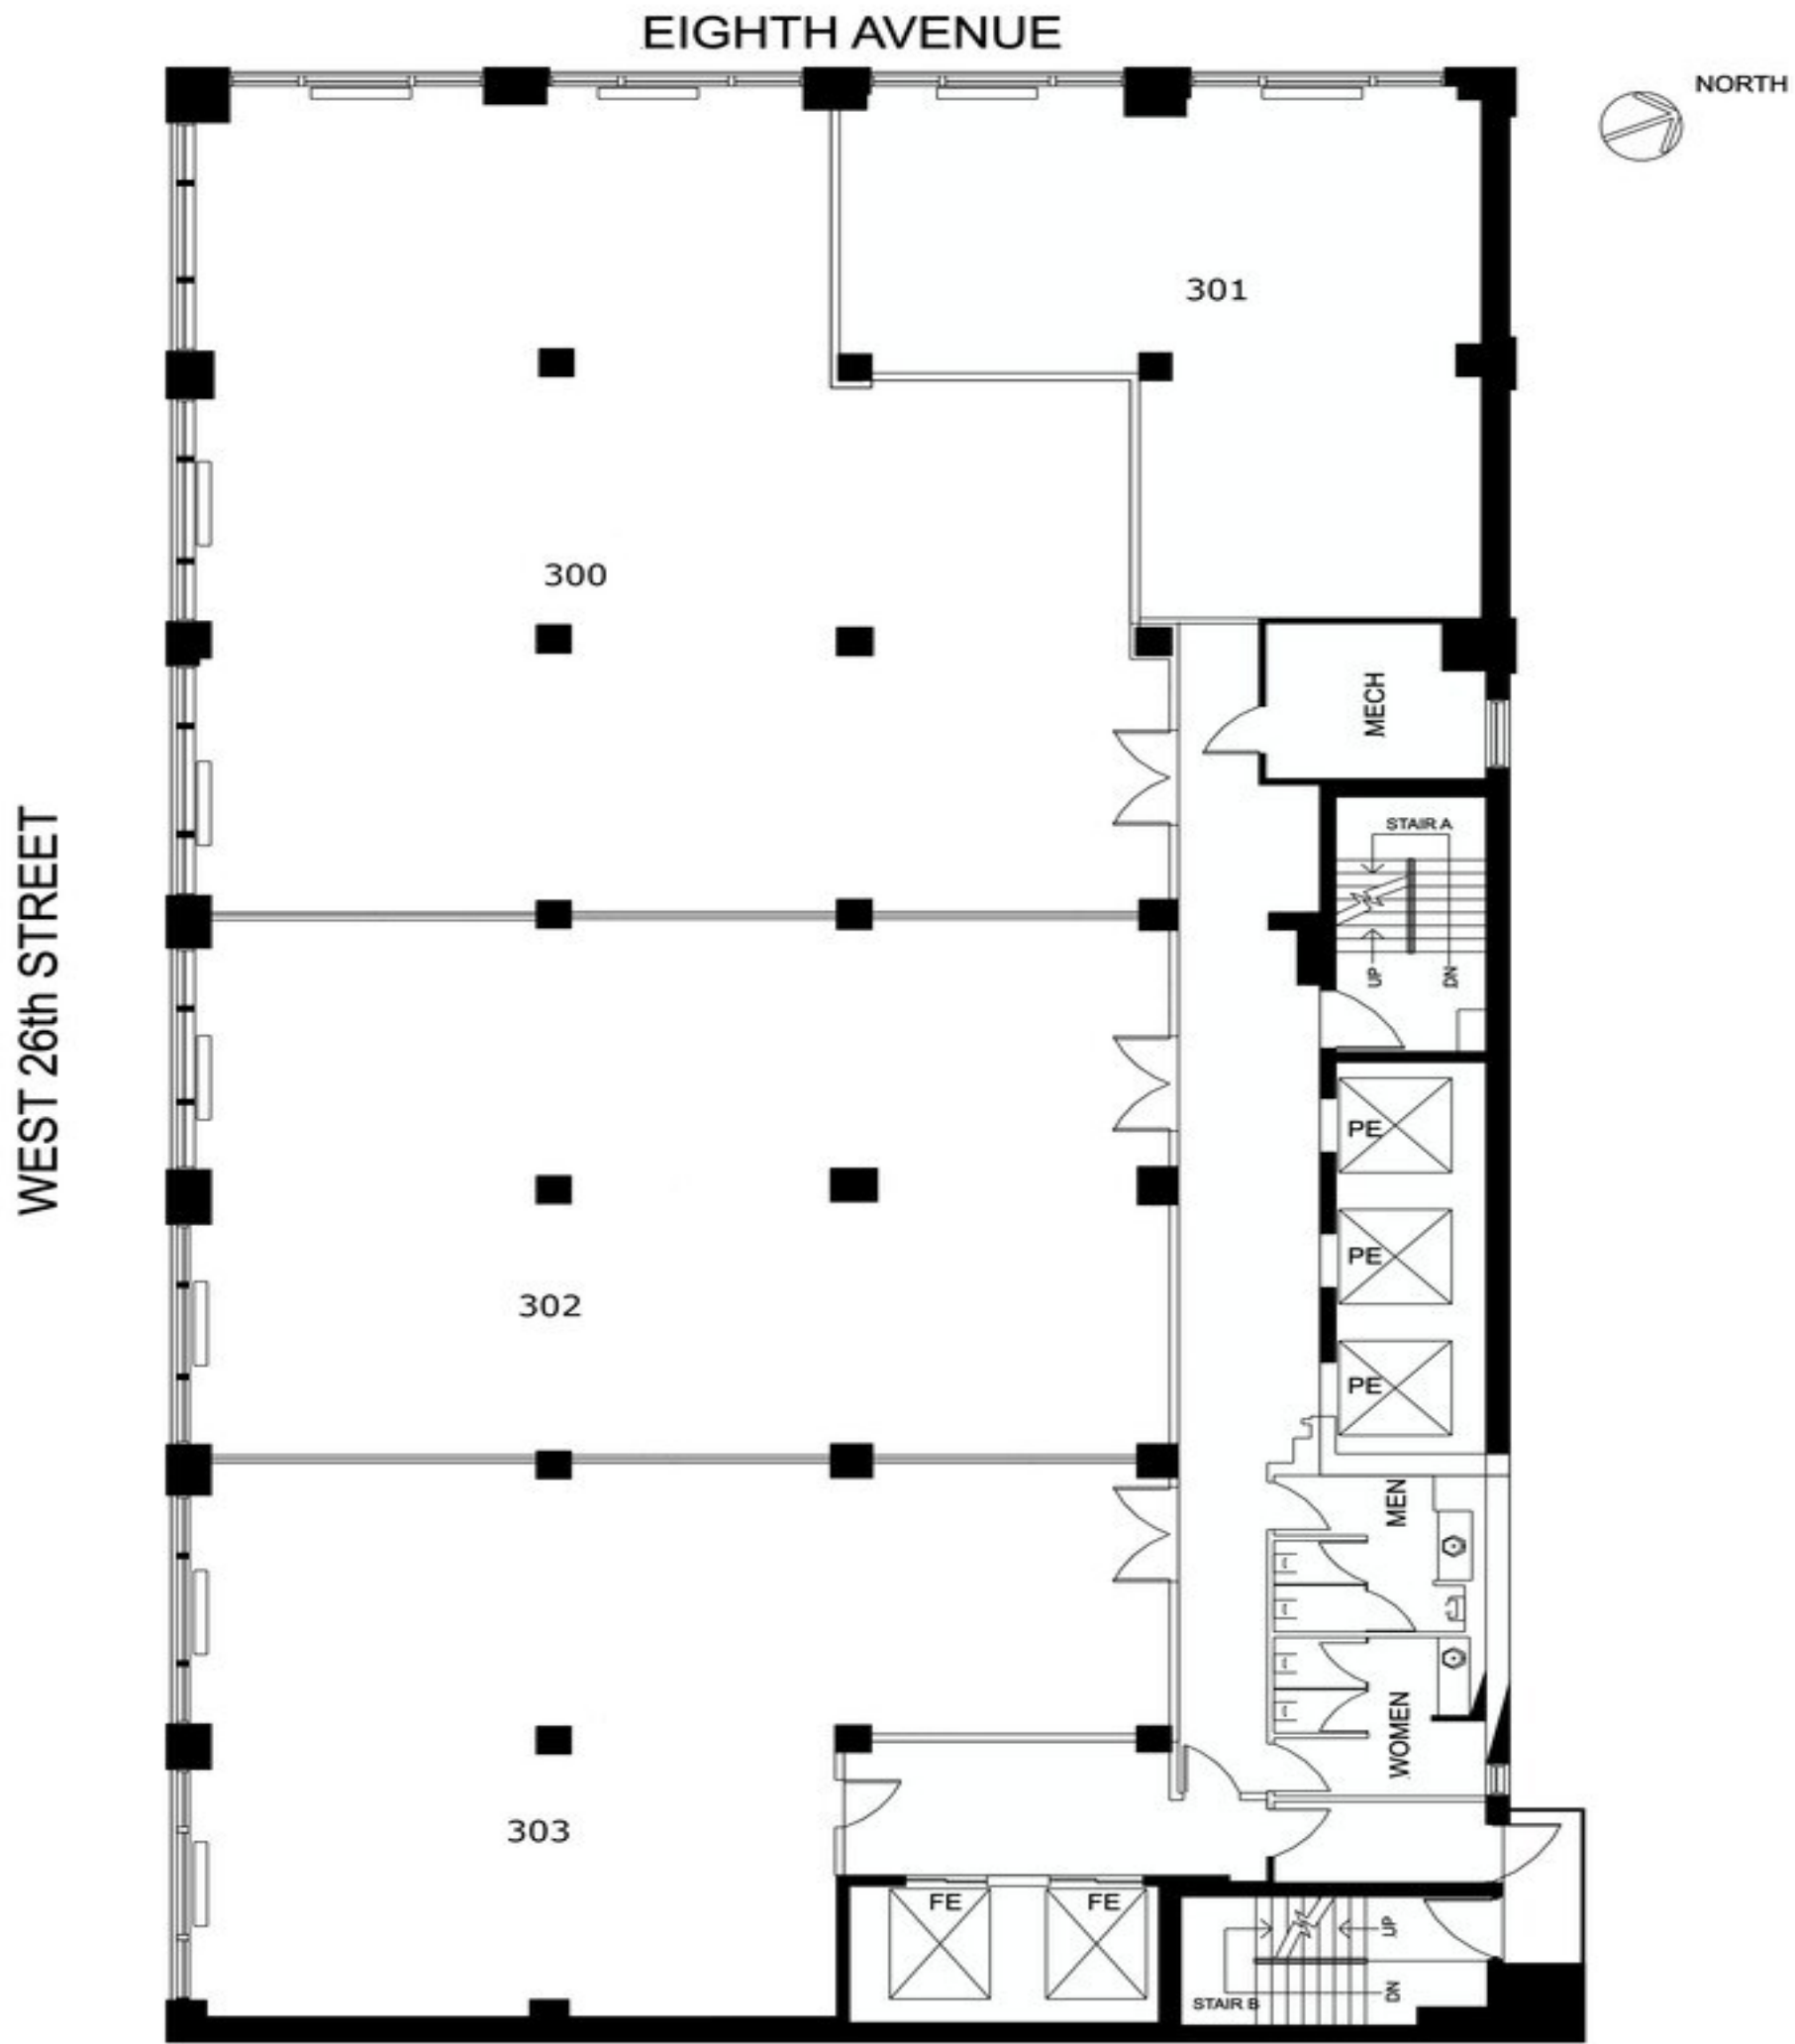 EIGHTH AVENUE
NORTH
301
300
MECH
WEST 26th STREET
STAIR A
UP
DN
PE
PE
302
PE
MEN
WOMEN
303
FE
FE
UP
DN
STAIR B